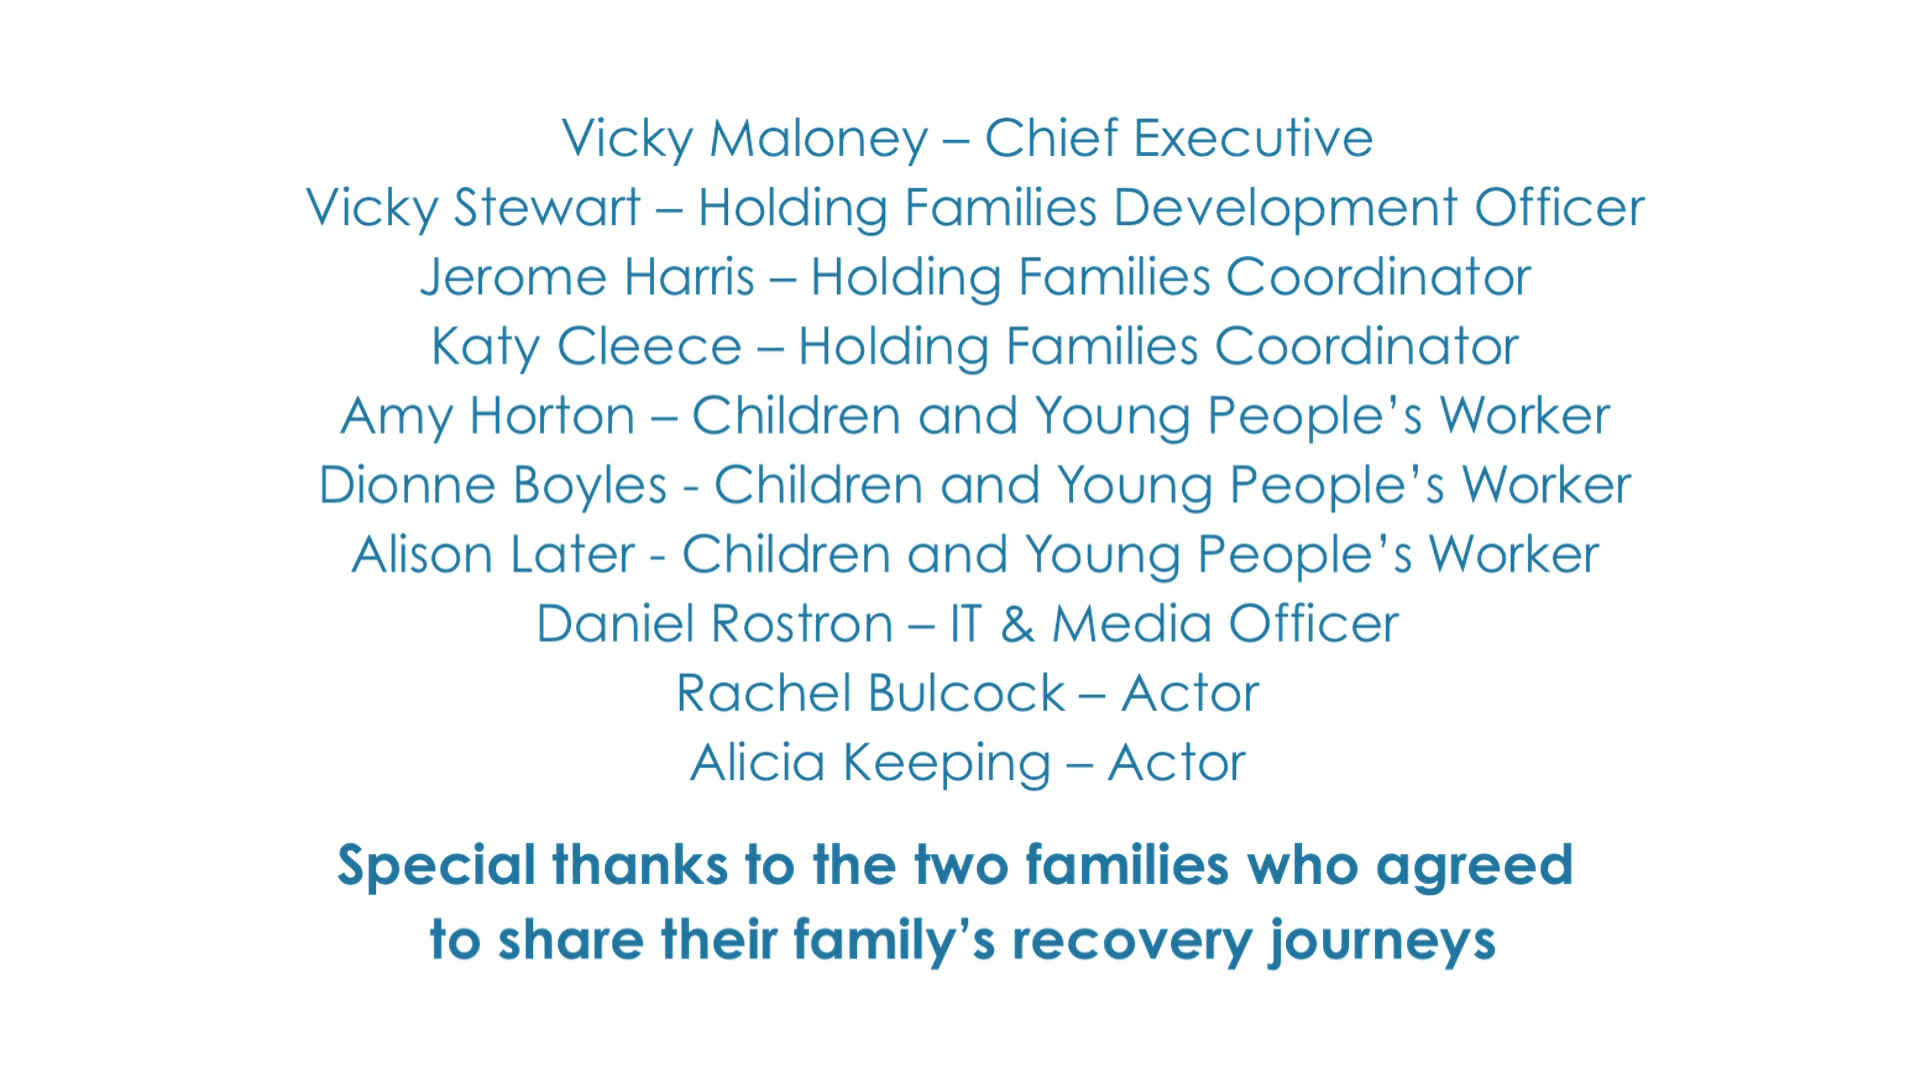 Vicky Maloney – Chief Executive
Vicky Stewart – Holding Families Development Officer
Jerome Harris – Holding Families Coordinator
Katy Cleece – Holding Families Coordinator
Amy Horton – Children and Young People’s Worker
Dionne Boyles - Children and Young People’s Worker
Alison Later - Children and Young People’s Worker
Daniel Rostron – IT & Media Officer
Rachel Bulcock – Actor
Alicia Keeping – Actor
Special thanks to the two families who agreed
to share their family’s recovery journeys